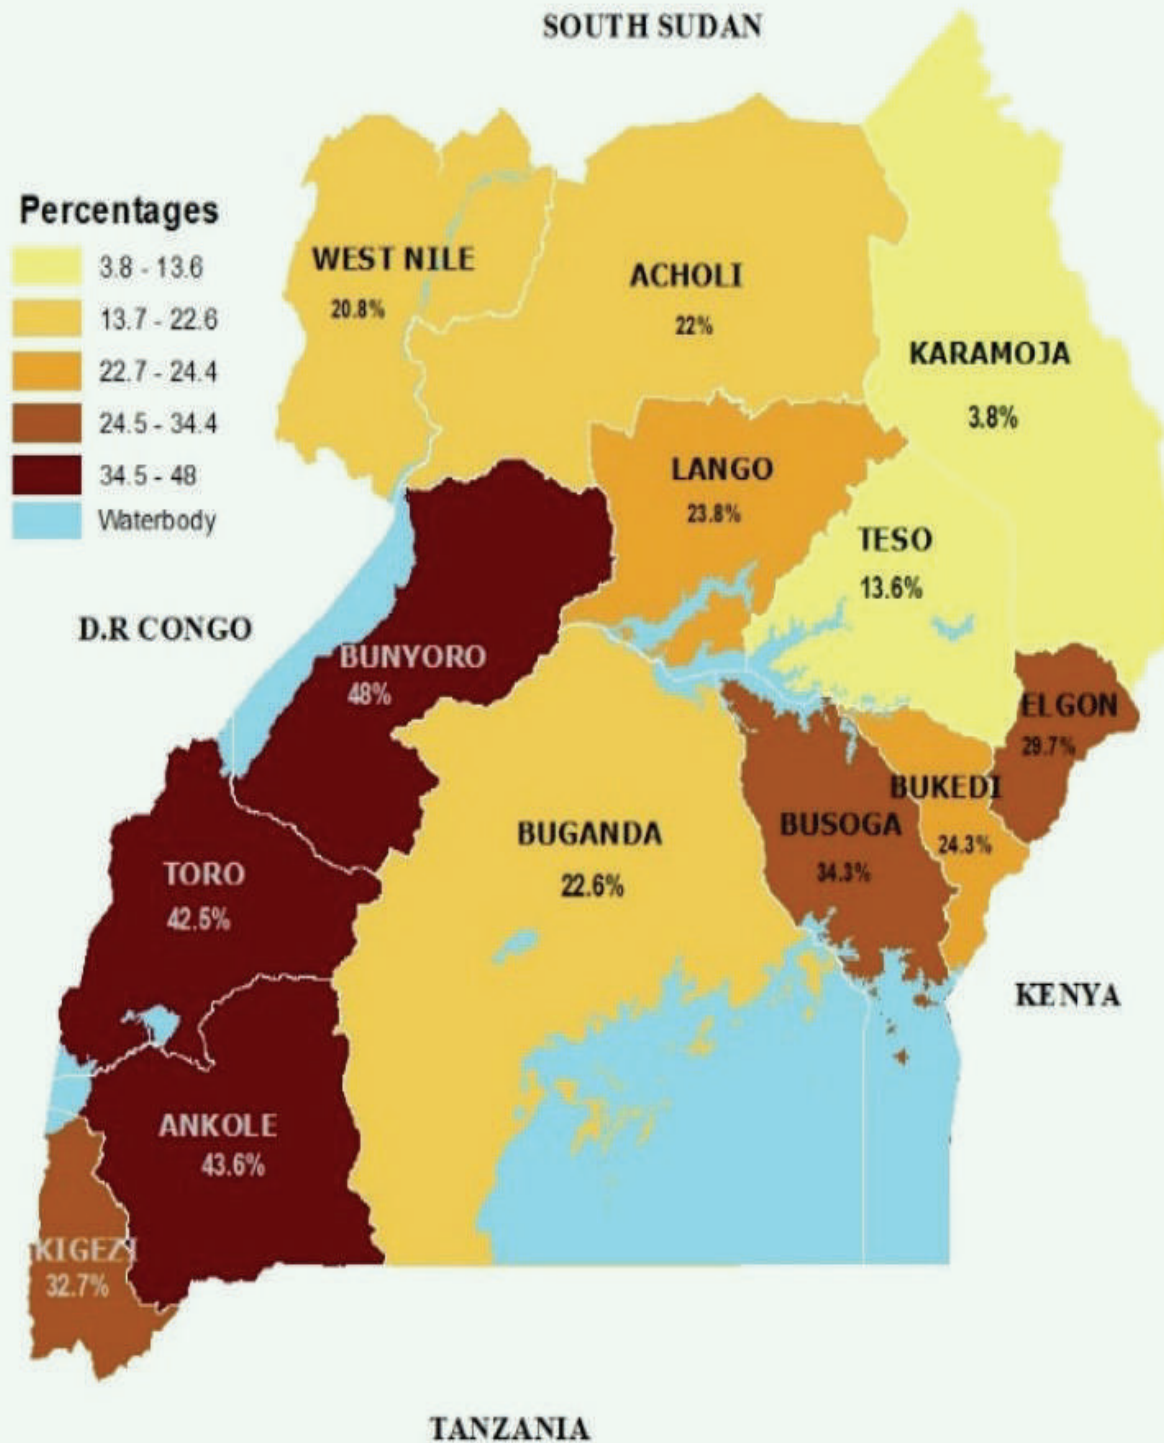 SOUTH SUDAN
Percentages
3.8 - 13.6
13.7 - 22.6
22.7 - 24.4
24.5 - 34.4
34.5 - 48
Waterbody
WEST NILE
20.8%
ACHOLI
22%
KARAMOJA
3.8%
LANGO
23.8%
TESO
13.6%
D.R CONGO
BUNYORO
48%
ELGON
29.7%
BUKEDI
24.3%
BUSOGA
34.3%
BUGANDA
22.6%
TORO
42.5%
KENYA
ANKOLE
43.6%
KIGEZI
32.7%
TANZANIA